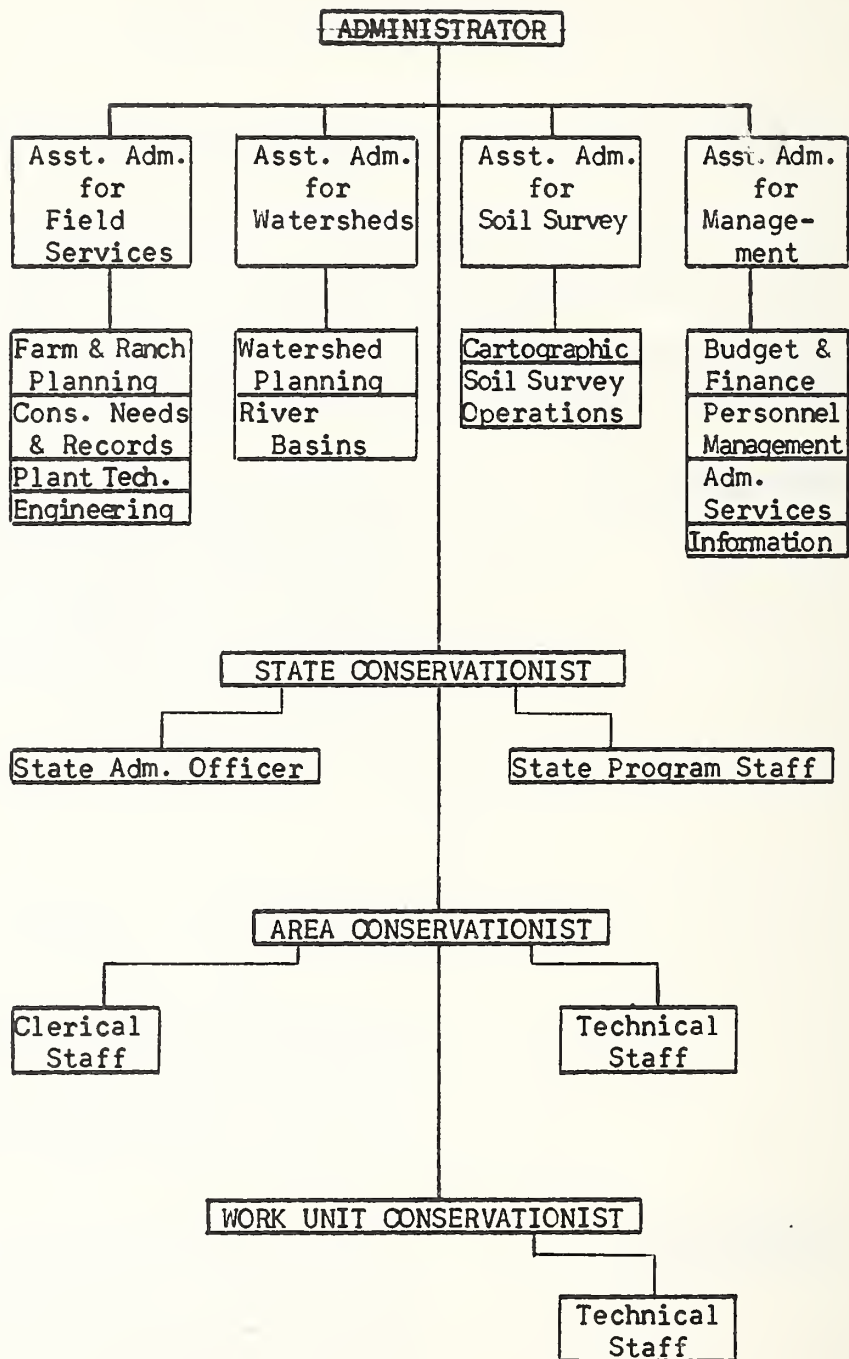 ADMINISTRATOR
Asst. Adm.
for
Field
Services
Asst. Adm.
for
Watersheds
Asst. Adm.
for
Soil Survey
Asst. Adm.
for
Manage-
ment
Farm & Ranch
Planning
Cons. Needs
& Records
Plant Tech.
Engineering
Watershed
Planning
River
Basins
Cartographic
Soil Survey
Operations
Budget &
Finance
Personnel
Management
Adm.
Services
Information
STATE CONSERVATIONIST
State Adm. Officer
State Program Staff
AREA CONSERVATIONIST
Clerical
Staff
Technical
Staff
WORK UNIT CONSERVATIONIST
Technical
Staff